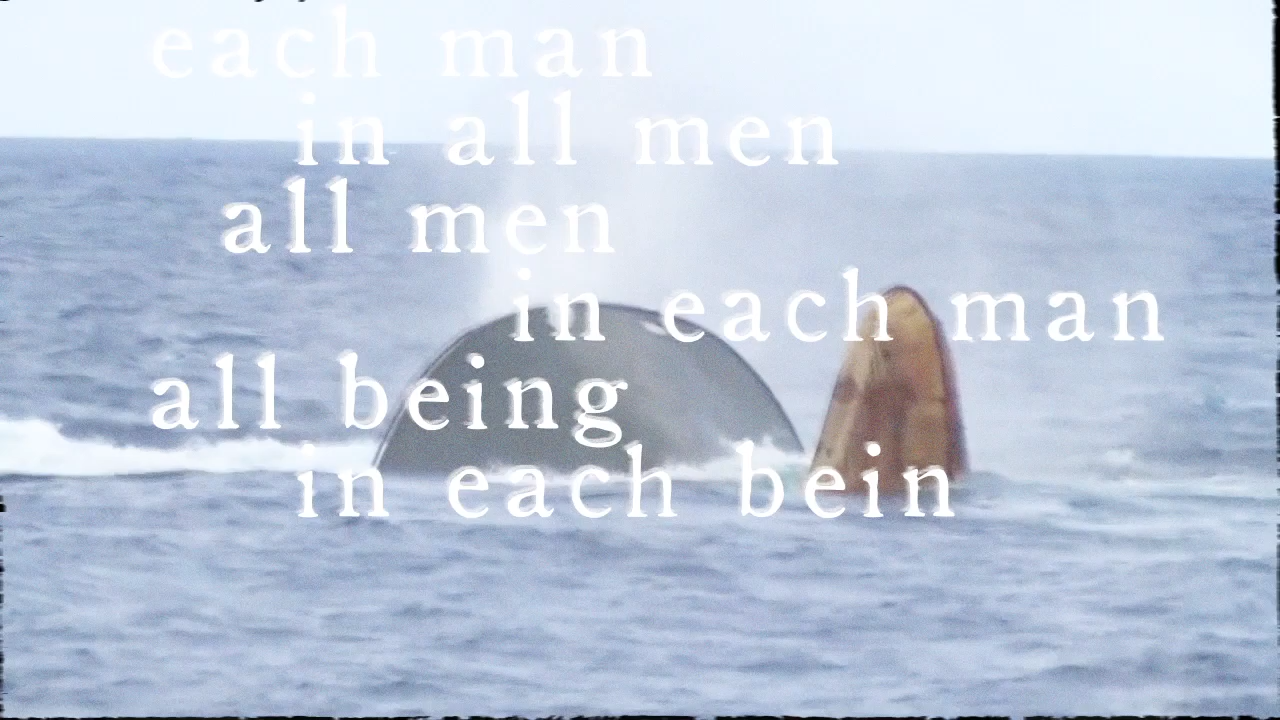 each man
in all men
all men
in each man
all being
in each bein